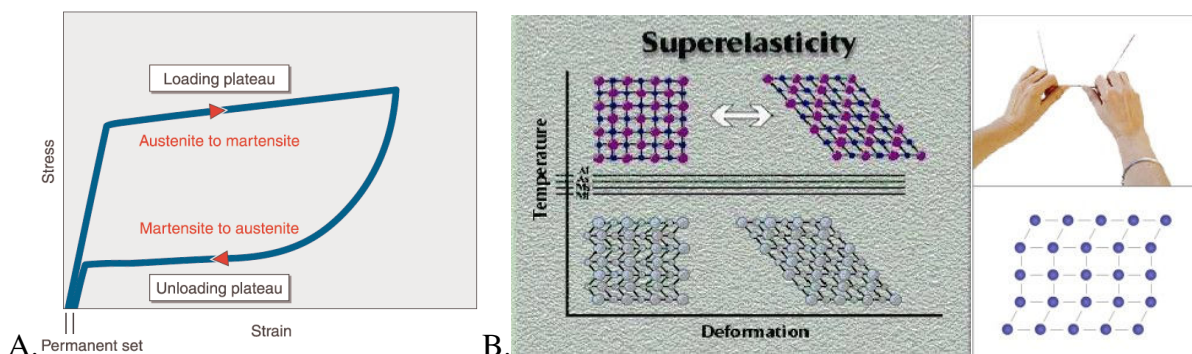 Loading plateau
Austenite to martensite
Stress
Martensite to austenite
Unloading plateau
Strain
A. Permanent set
Superelasticity
Temperature
Deformation
B.